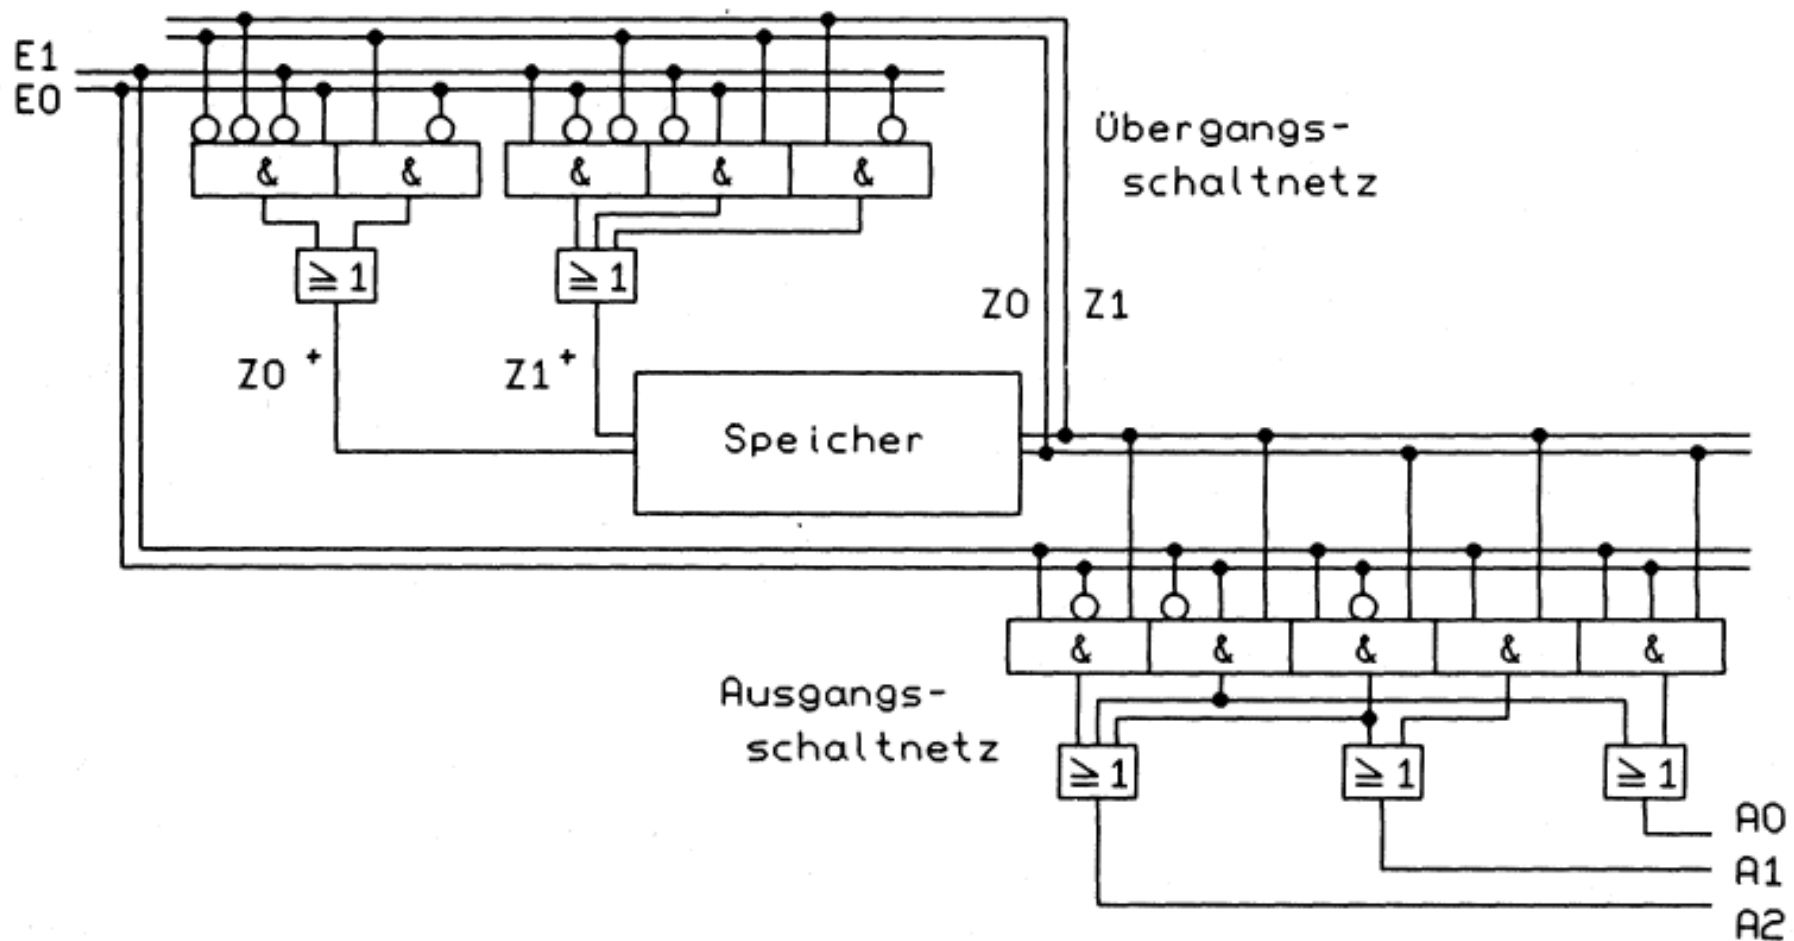 E1
E0
& & & & &
Übergangs-
schaltnetz
≧1 ≧1
Z0 Z1
Z0+ Z1+
Speicher
& & & & &
Ausgangs-
schaltnetz
≧1 ≧1 ≧1
A0
A1
A2